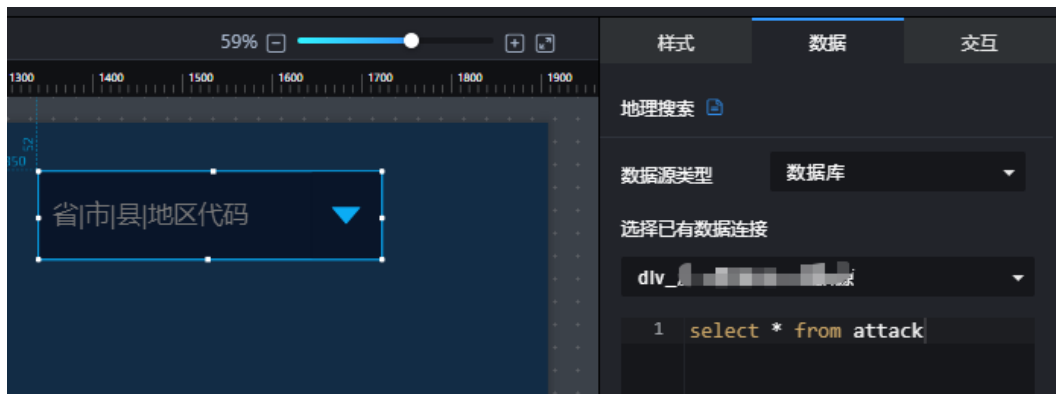 59%
样式 数据 交互
1300 1400 1500 1600 1700 1800 1900
地理搜索
52
350
数据源类型 数据库
省|市|县|地区代码
选择已有数据连接
dlv_
1 select * from attack